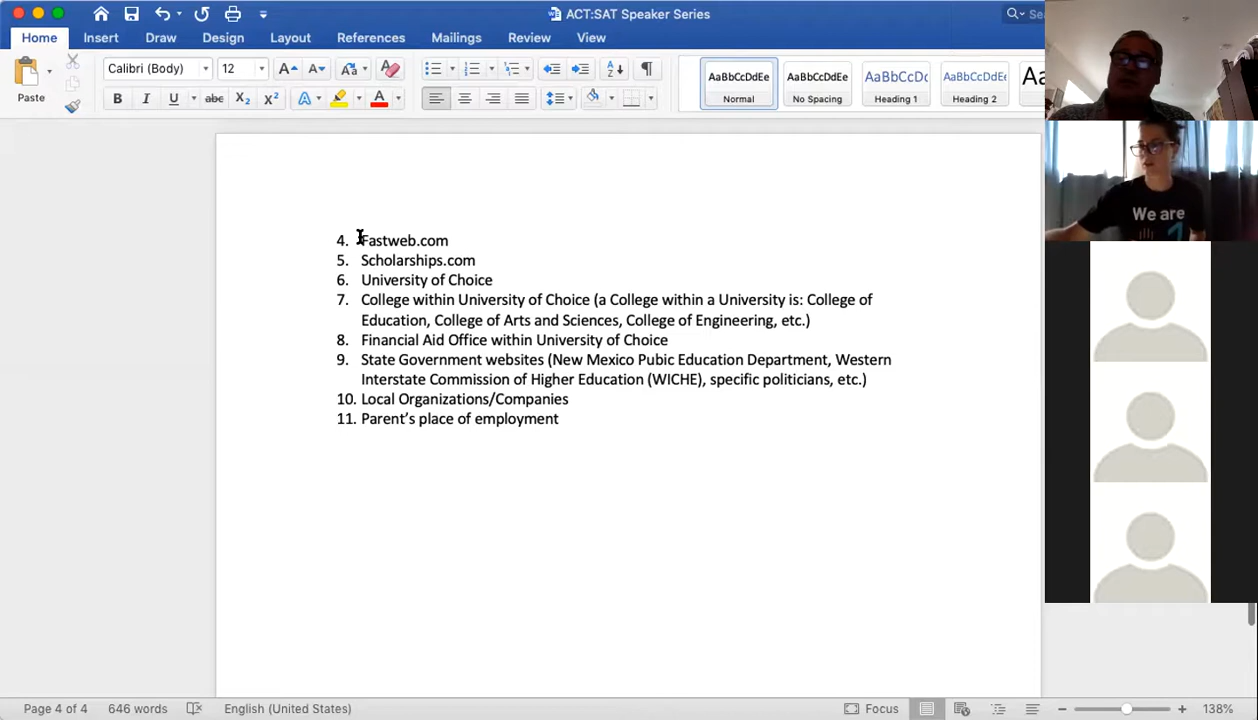 ACT:SAT Speaker Series
Sea
Home Insert Draw Design Layout References Mailings Review View
Paste
Calibri (Body) 12
AaBbCcDdEe Normal
AaBbCcDdEe No Spacing
AaBbCcDc Heading 1
AaBbCcDdEe Heading 2
4. Fastweb.com
5. Scholarships.com
6. University of Choice
7. College within University of Choice (a College within a University is: College of
Education, College of Arts and Sciences, College of Engineering, etc.)
8. Financial Aid Office within University of Choice
9. State Government websites (New Mexico Pubic Education Department, Western
Interstate Commission of Higher Education (WICHE), specific politicians, etc.)
10. Local Organizations/Companies
11. Parent’s place of employment
We are
Page 4 of 4 646 words English (United States) Focus 138%